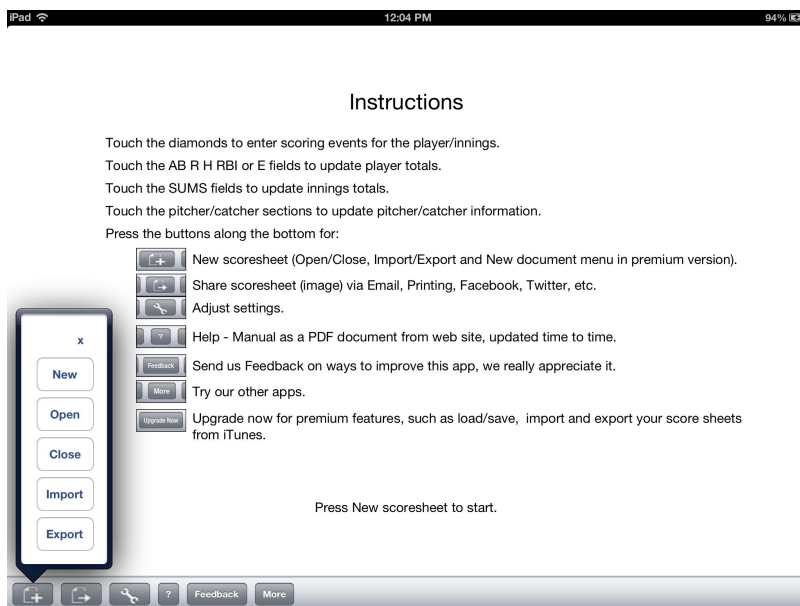 iPad 12:04 PM 94%
Instructions
Touch the diamonds to enter scoring events for the player/innings.
Touch the AB R H RBI or E fields to update player totals.
Touch the SUMS fields to update innings totals.
Touch the pitcher/catcher sections to update pitcher/catcher information.
Press the buttons along the bottom for:
New scoresheet (Open/Close, Import/Export and New document menu in premium version).
Share scoresheet (image) via Email, Printing, Facebook, Twitter, etc.
Adjust settings.
? Help - Manual as a PDF document from web site, updated time to time.
Feedback Send us Feedback on ways to improve this app, we really appreciate it.
More Try our other apps.
Upgrade Now Upgrade now for premium features, such as load/save, import and export your score sheets
from iTunes.
Press New scoresheet to start.
x
New
Open
Close
Import
Export
? Feedback More